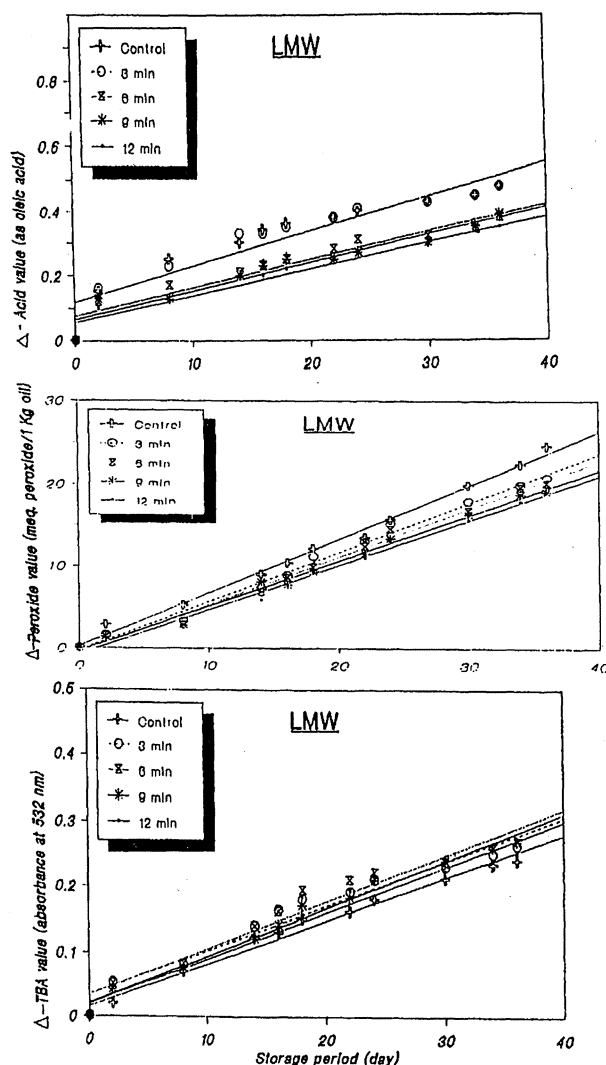 LMW
Control
3 min
6 min
9 min
12 min
0.8
0.6
0.4
0.2
0
0
10
20
30
40
Δ- Acid value (as oleic acid)
LMW
Control
3 min
6 min
9 min
12 min
30
20
10
0
0
10
20
30
40
Δ-Peroxide value (meq. peroxide/1 Kg oil)
LMW
Control
3 min
6 min
9 min
12 min
0.5
0.4
0.3
0.2
0.1
0
0
10
20
30
40
Δ-TBA value (absorbance at 532 nm)
Storage period (day)